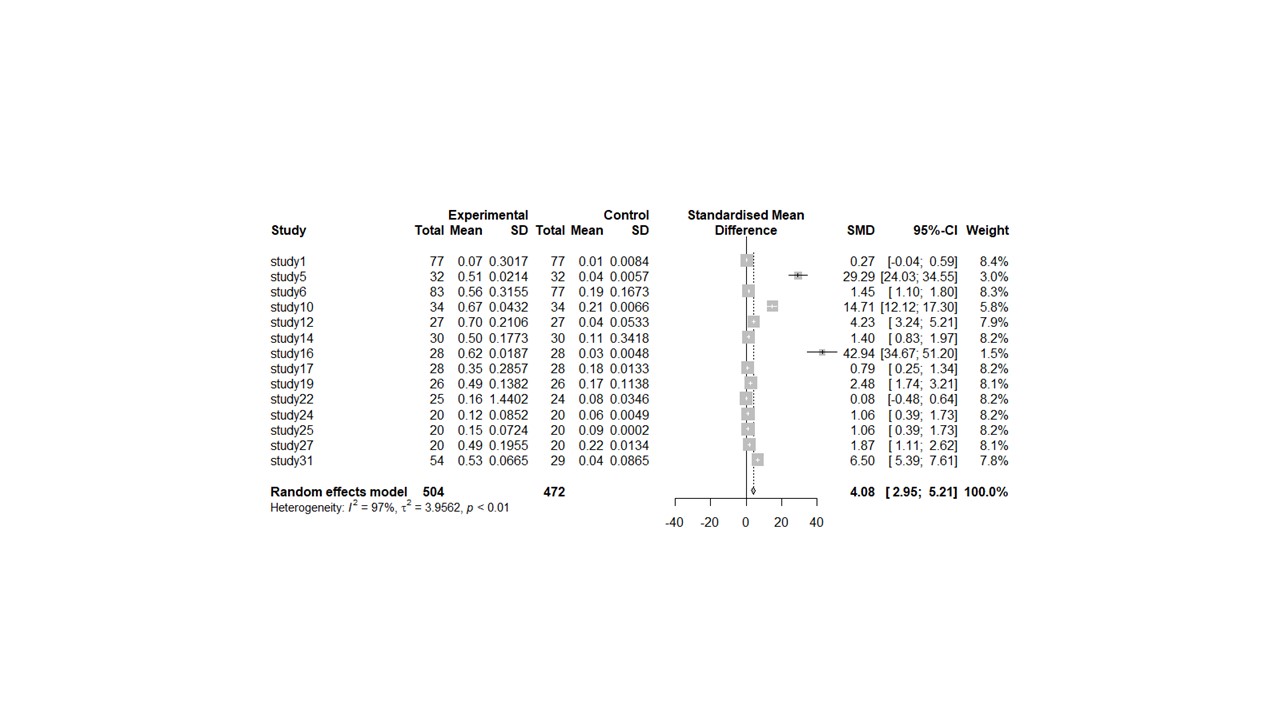 Experimental Control Standardised Mean
Study Total Mean SD Total Mean SD Difference SMD 95%-CI Weight
study1 77 0.07 0.3017 77 0.01 0.0084 0.27 [-0.04; 0.59] 8.4%
study5 32 0.51 0.0214 32 0.04 0.0057 29.29 [24.03; 34.55] 3.0%
study6 83 0.56 0.3155 77 0.19 0.1673 1.45 [ 1.10; 1.80] 8.3%
study10 34 0.67 0.0432 34 0.21 0.0066 14.71 [12.12; 17.30] 5.8%
study12 27 0.70 0.2106 27 0.04 0.0533 4.23 [ 3.24; 5.21] 7.9%
study14 30 0.50 0.1773 30 0.11 0.3418 1.40 [ 0.83; 1.97] 8.2%
study16 28 0.62 0.0187 28 0.03 0.0048 42.94 [34.67; 51.20] 1.5%
study17 28 0.35 0.2857 28 0.18 0.0133 0.79 [ 0.25; 1.34] 8.2%
study19 26 0.49 0.1382 26 0.17 0.1138 2.48 [ 1.74; 3.21] 8.1%
study22 25 0.16 1.4402 24 0.08 0.0346 0.08 [-0.48; 0.64] 8.2%
study24 20 0.12 0.0852 20 0.06 0.0049 1.06 [ 0.39; 1.73] 8.2%
study25 20 0.15 0.0724 20 0.09 0.0002 1.06 [ 0.39; 1.73] 8.2%
study27 20 0.49 0.1955 20 0.22 0.0134 1.87 [ 1.11; 2.62] 8.1%
study31 54 0.53 0.0665 29 0.04 0.0865 6.50 [ 5.39; 7.61] 7.8%
Random effects model 504 472 4.08 [ 2.95; 5.21] 100.0%
Heterogeneity: I² = 97%, τ² = 3.9562, p < 0.01
-40 -20 0 20 40